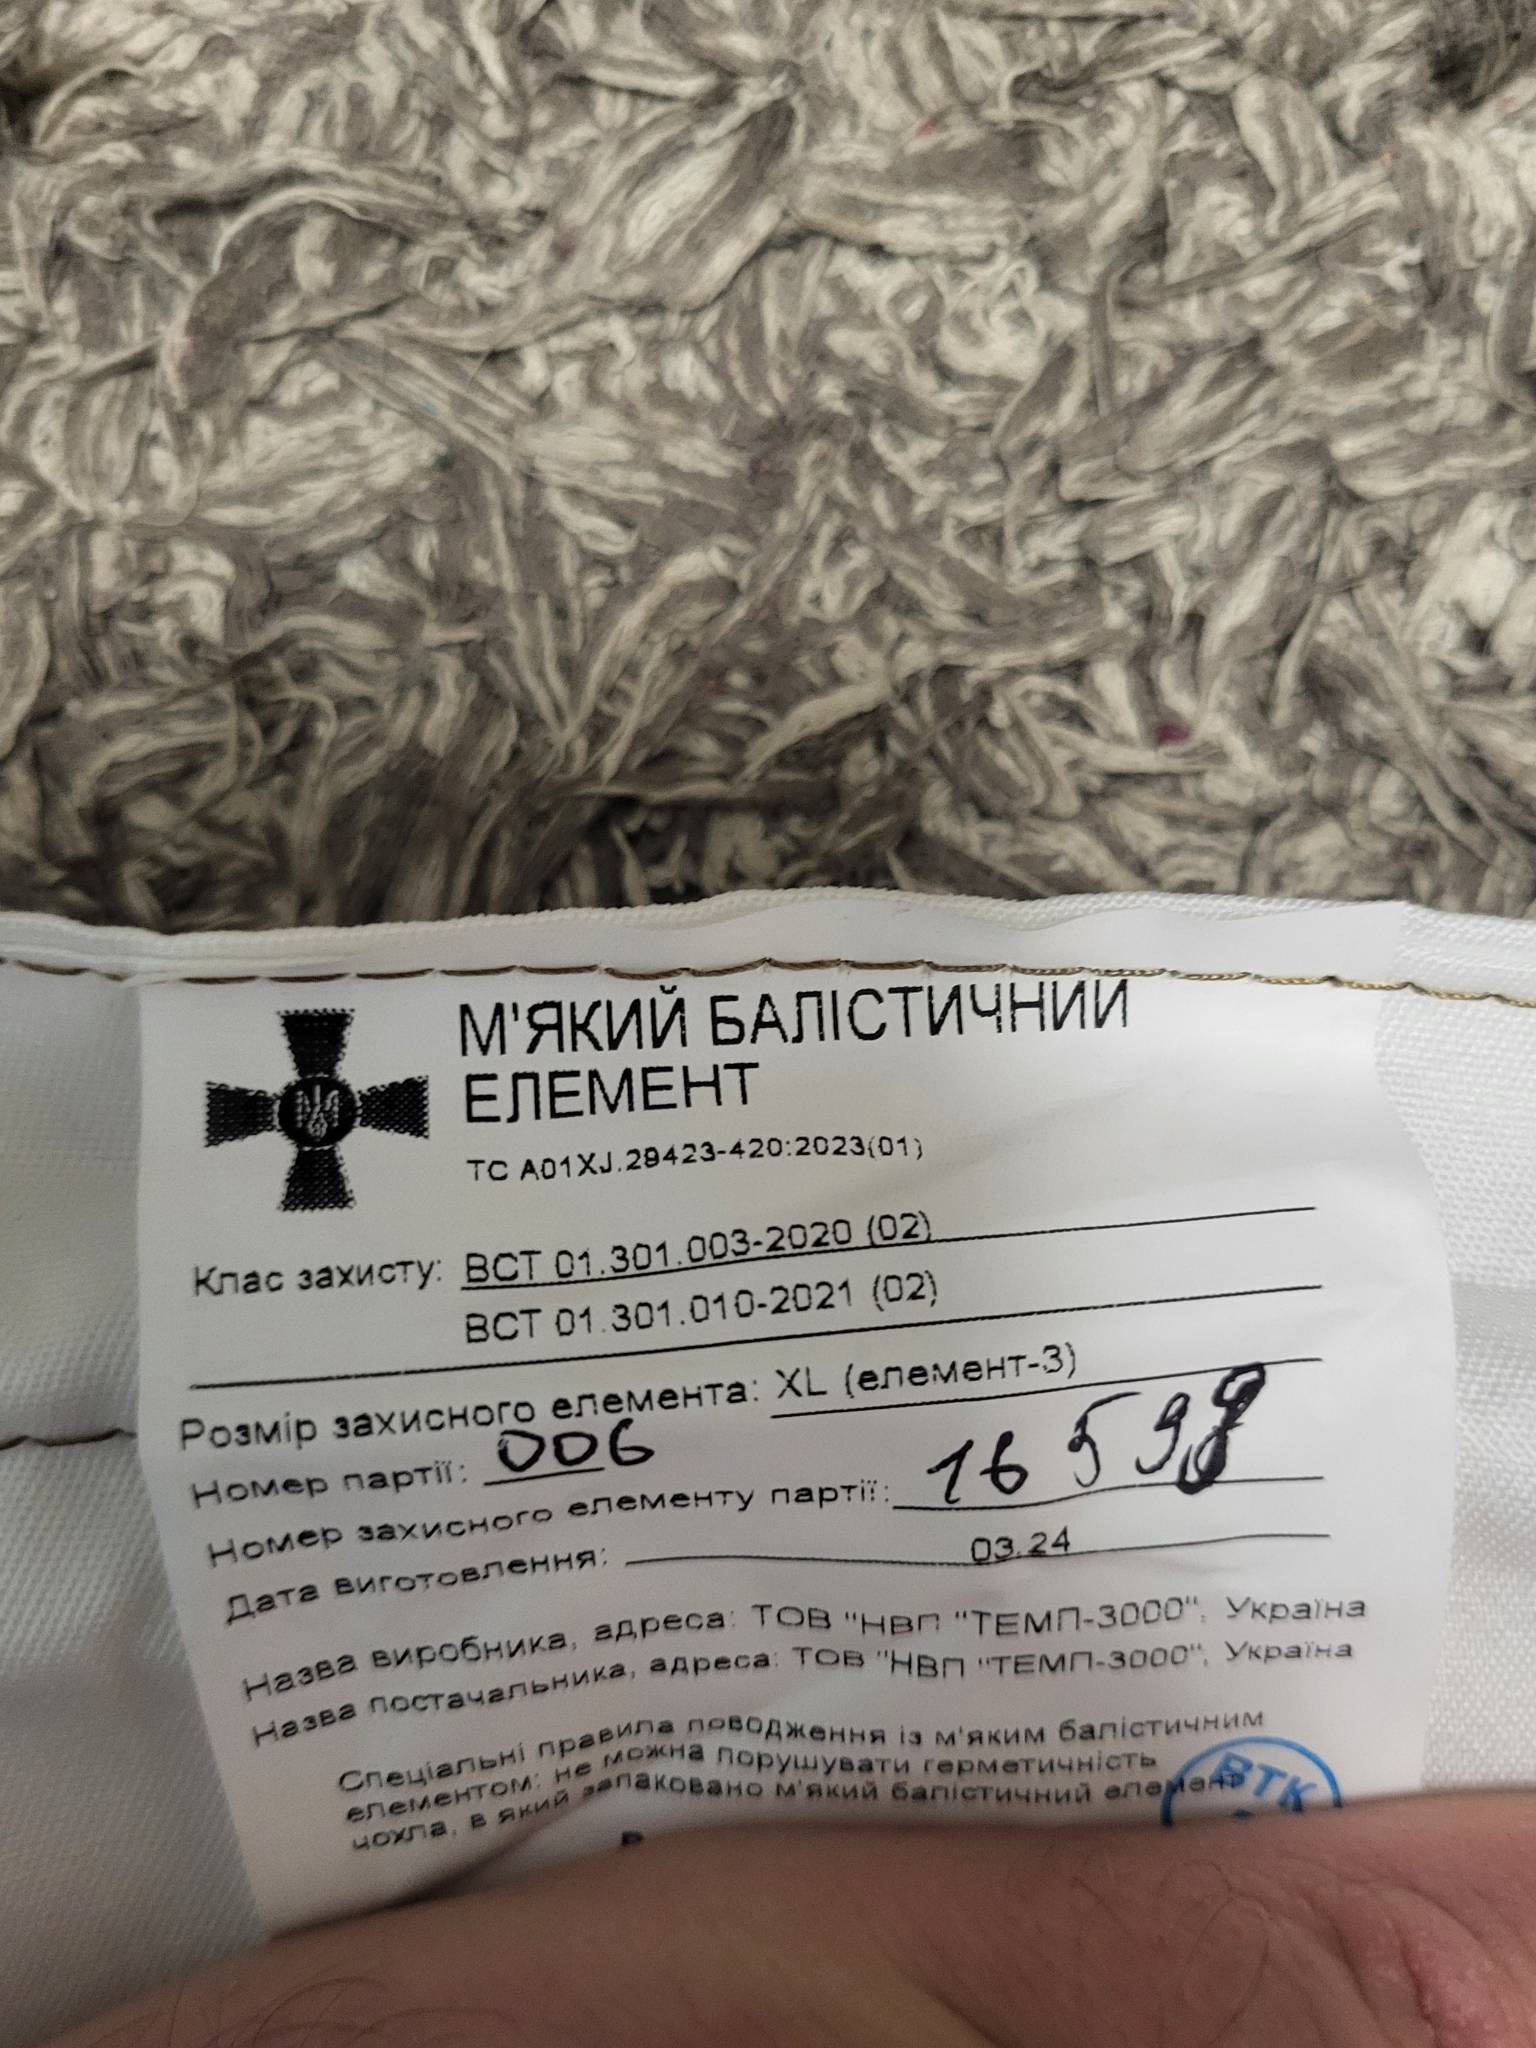 М'ЯКИЙ БАЛІСТИЧНИЙ
ЕЛЕМЕНТ
ТС А01XJ.29423-420:2023(01)
Клас захисту: ВСТ 01.301.003-2020 (02)
ВСТ 01.301.010-2021 (02)
Розмір захисного елемента: XL (елемент-3)
Номер партії: 006
Номер захисного елементу партії: 16598
Дата виготовлення: 03.24
Назва виробника, адреса: ТОВ "НВП "ТЕМП-3000", Україна
Назва постачальника, адреса: ТОВ "НВП "ТЕМП-3000", Україна
Спеціальні правила поводження із м'яким балістичним
елементом: не можна порушувати герметичність
чохла, в який запаковано м'який балістичний елемент
ВТК